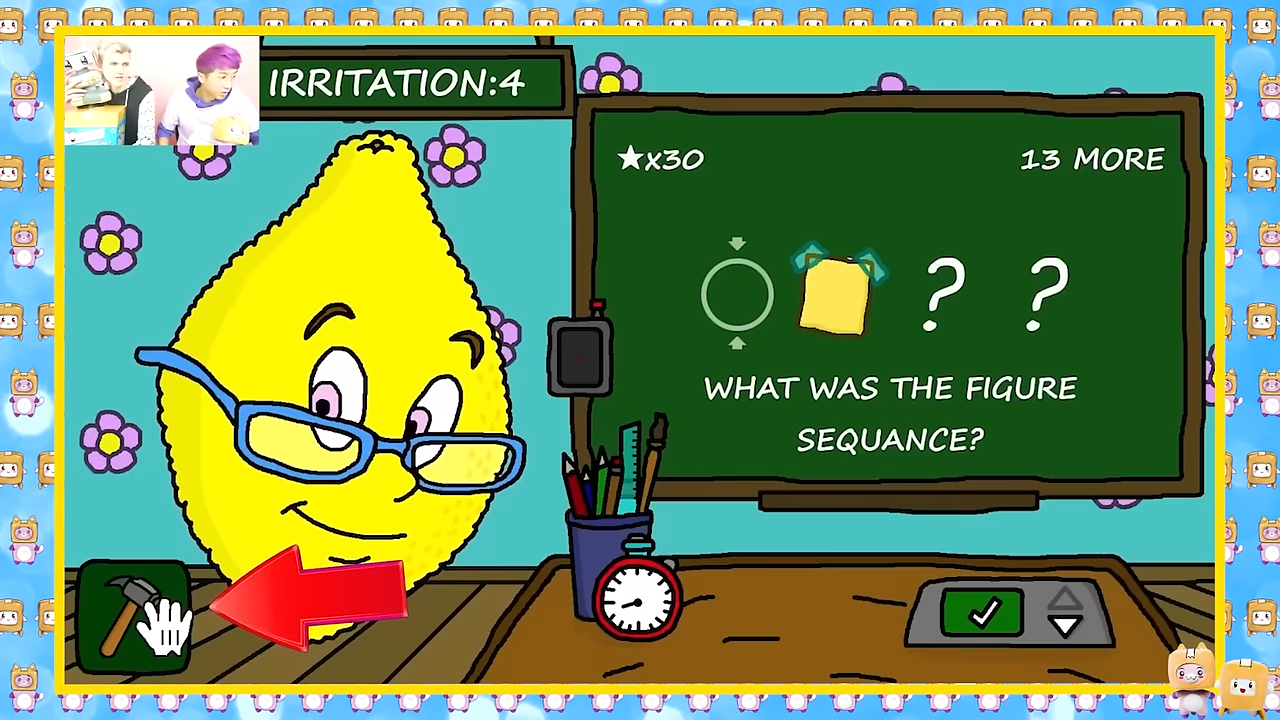 IRRITATION:4
★x30
13 MORE
? ?
WHAT WAS THE FIGURE
SEQUANCE?